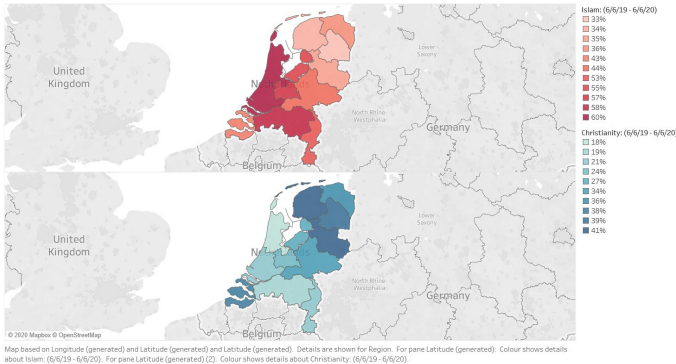 Islam: (6/6/19 - 6/6/20)
33%
34%
35%
36%
43%
44%
53%
55%
57%
58%
60%
United
Kingdom
Lower
Saxony
Netherlands
North Rhine
Westphalia
Germany
Belgium
Christianity: (6/6/19 - 6/6/20)
18%
19%
21%
24%
27%
34%
36%
38%
39%
41%
United
Kingdom
Lower
Saxony
Netherlands
North Rhine
Westphalia
Germany
Belgium
© 2020 Mapbox © OpenStreetMap
Map based on Longitude (generated) and Latitude (generated) and Latitude (generated). Details are shown for Region. For pane Latitude (generated): Colour shows details
about Islam: (6/6/19 - 6/6/20). For pane Latitude (generated) (2): Colour shows details about Christianity: (6/6/19 - 6/6/20).